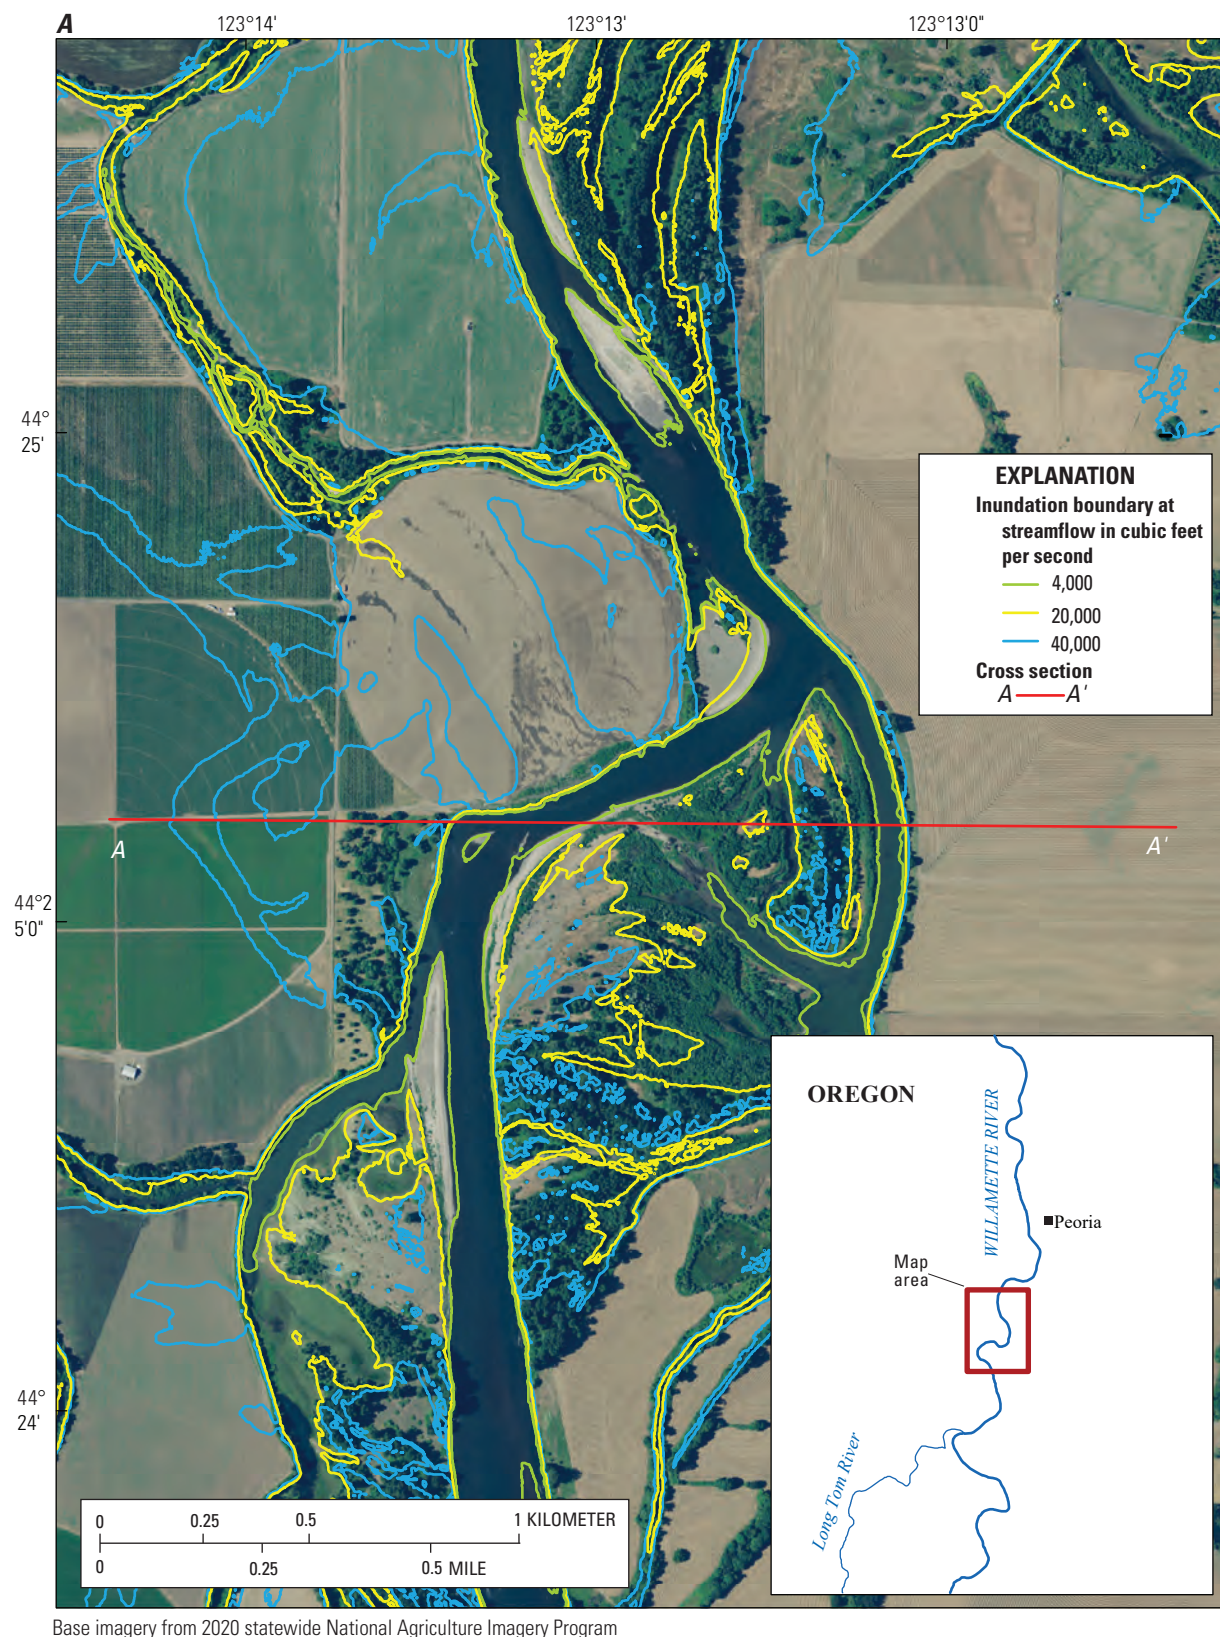 A
123°14'
123°13'
123°13'0"
44°
25'
EXPLANATION
Inundation boundary at
streamflow in cubic feet
per second
4,000
20,000
40,000
Cross section
A A'
A
A'
44°2
5'0"
OREGON
WILLAMETTE RIVER
Peoria
Map
area
44°
24'
Long Tom River
0 0.25 0.5 1 KILOMETER
0 0.25 0.5 MILE
Base imagery from 2020 statewide National Agriculture Imagery Program